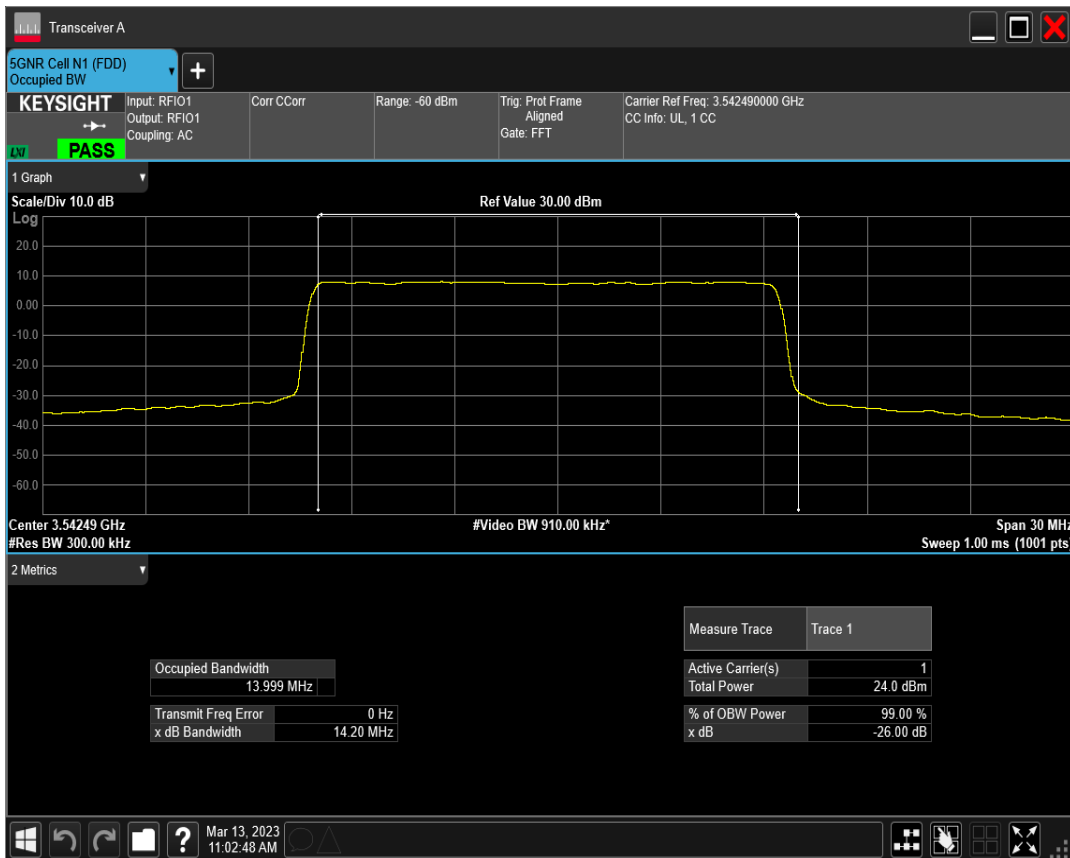 Transceiver A
5GNR Cell N1 (FDD)
Occupied BW
+
KEYSIGHT
LXI
PASS
Input: RFIO1
Output: RFIO1
Coupling: AC
Corr CCorr
Range: -60 dBm
Trig: Prot Frame
Aligned
Gate: FFT
Carrier Ref Freq: 3.542490000 GHz
CC Info: UL, 1 CC
1 Graph
Scale/Div 10.0 dB
Ref Value 30.00 dBm
Log
20.0
10.0
0.00
-10.0
-20.0
-30.0
-40.0
-50.0
-60.0
Center 3.54249 GHz
#Video BW 910.00 kHz*
Span 30 MHz
#Res BW 300.00 kHz
Sweep 1.00 ms (1001 pts)
2 Metrics
Measure Trace Trace 1
Occupied Bandwidth
13.999 MHz
Active Carrier(s) 1
Total Power 24.0 dBm
Transmit Freq Error 0 Hz
x dB Bandwidth 14.20 MHz
% of OBW Power 99.00 %
x dB -26.00 dB
?
Mar 13, 2023
11:02:48 AM